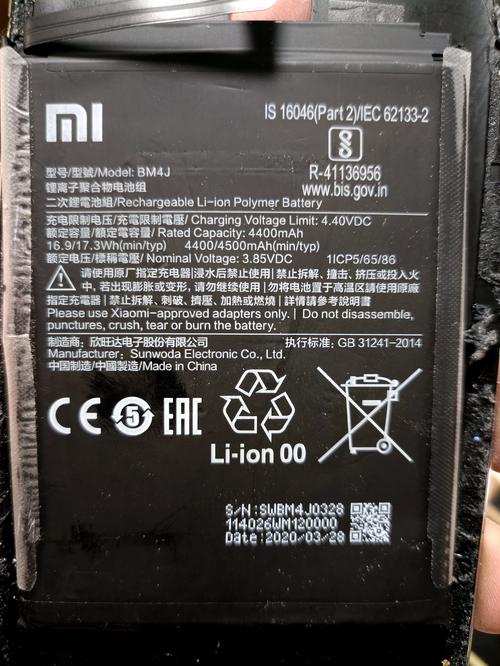 mi
IS 16046(Part 2)/IEC 62133-2
R-41136956
www.bis.gov.in
型号/型號/Model: BM4J
锂离子聚合物电池组
二次鋰電池組/Rechargeable Li-ion Polymer Battery
充电限制电压/充電限制電壓/ Charging Voltage Limit: 4.40VDC
额定容量/額定容量/ Rated Capacity: 4400mAh
16.9/17.3Wh(min/typ) 4400/4500mAh(min/typ)
额定电压/標稱電壓/ Nominal Voltage: 3.85VDC 1ICP5/65/86
请使用原厂指定充电器|浸水后禁止使用|禁止拆解、撞击、挤压或投入火
中，若出现膨胀或变形，请勿继续使用 | 勿將電池置于高溫環境|請使用原廠
指定充電器 | 禁止拆解、刺破、擠壓、加熱或燃燒 | 詳情請參考說明書
Please use Xiaomi-approved adapters only. | Do not disassemble,
punctures, crush, tear or burn the battery.
制造商：欣旺达电子股份有限公司 执行标准: GB 31241-2014
Manufacturer: Sunwoda Electronic Co., Ltd.
中国制造/中國製造/Made in China
CE 5 EAC
Li-ion 00
S/N:SWBM4J0328
114026WM120000
Date:2020/03/28